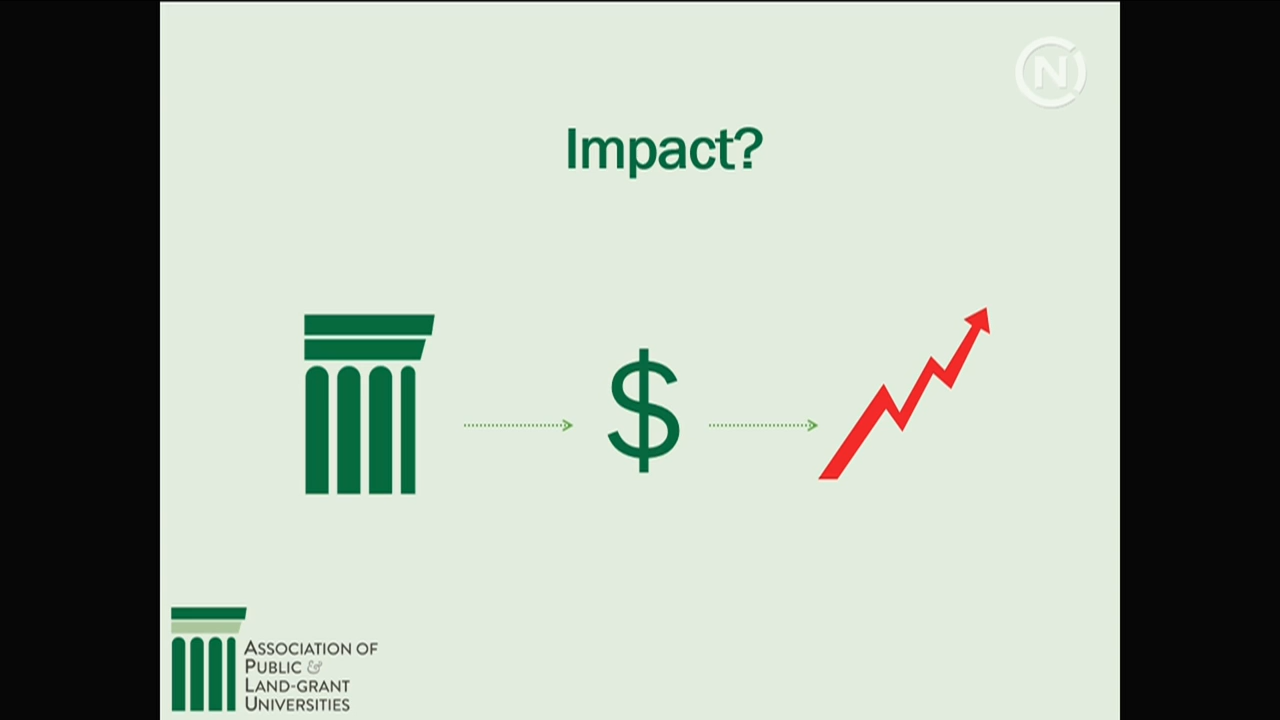 N
Impact?
$
Association of
Public &
Land-grant
Universities